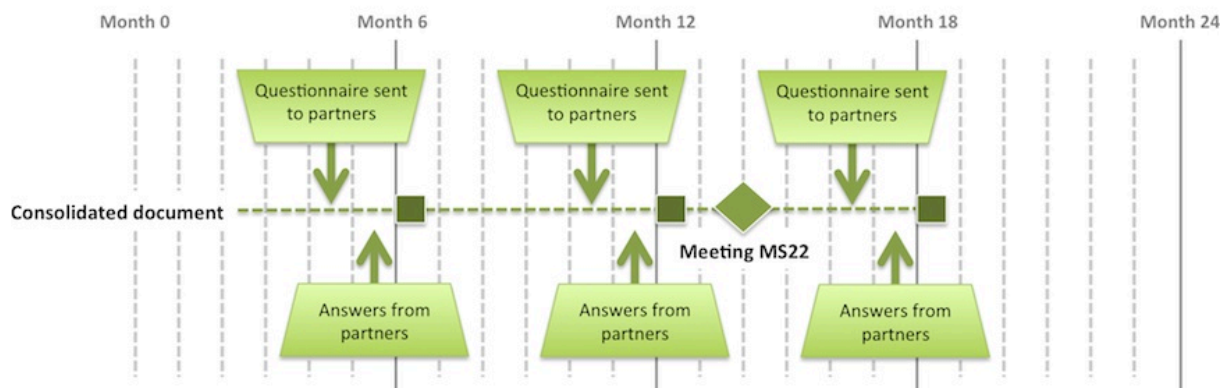 Month 0 Month 6 Month 12 Month 18 Month 24
Questionnaire sent
to partners
Questionnaire sent
to partners
Questionnaire sent
to partners
Consolidated document
Meeting MS22
Answers from
partners
Answers from
partners
Answers from
partners